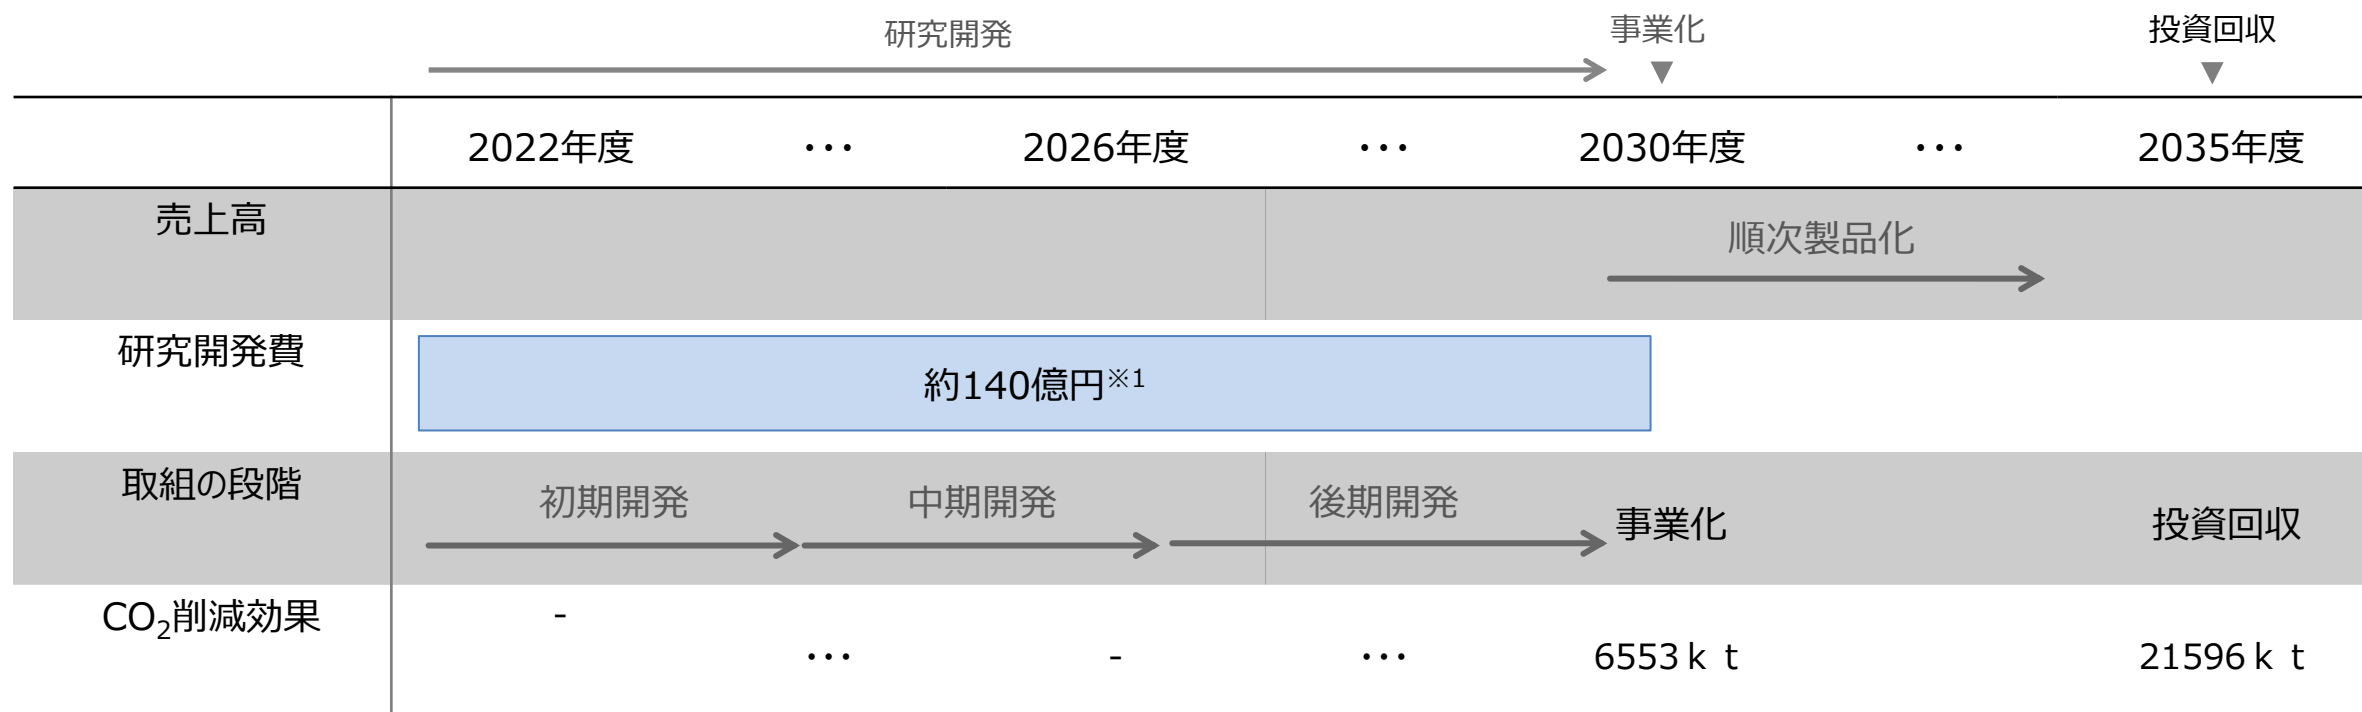 研究開発
事業化
投資回収
▼
▼
2022年度 ・・・ 2026年度 ・・・ 2030年度 ・・・ 2035年度
売上高
順次製品化
研究開発費
約140億円※1
取組の段階
初期開発
中期開発
後期開発
事業化
投資回収
CO2削減効果
-
・・・ - ・・・ 6553ｋｔ 21596ｋｔ